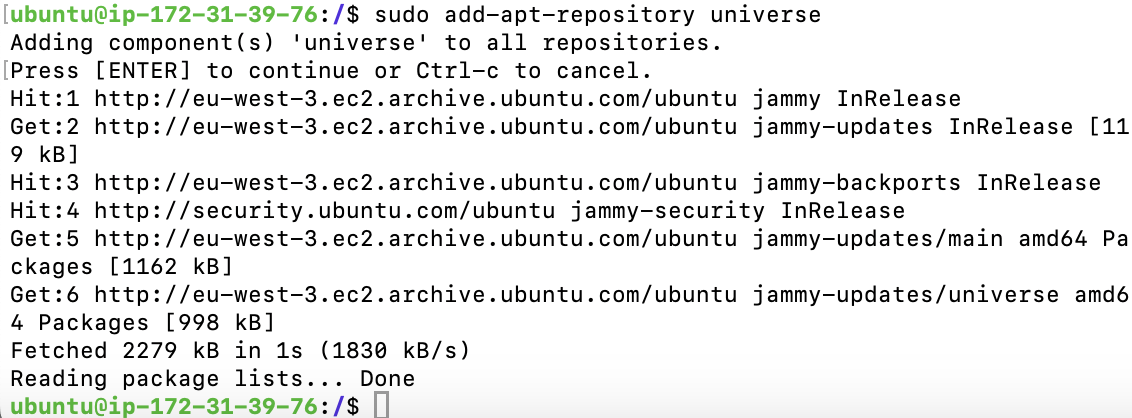 [ubuntu@ip-172-31-39-76:/$ sudo add-apt-repository universe
Adding component(s) 'universe' to all repositories.
[Press [ENTER] to continue or Ctrl-c to cancel.
Hit:1 http://eu-west-3.ec2.archive.ubuntu.com/ubuntu jammy InRelease
Get:2 http://eu-west-3.ec2.archive.ubuntu.com/ubuntu jammy-updates InRelease [11
9 kB]
Hit:3 http://eu-west-3.ec2.archive.ubuntu.com/ubuntu jammy-backports InRelease
Hit:4 http://security.ubuntu.com/ubuntu jammy-security InRelease
Get:5 http://eu-west-3.ec2.archive.ubuntu.com/ubuntu jammy-updates/main amd64 Pa
ckages [1162 kB]
Get:6 http://eu-west-3.ec2.archive.ubuntu.com/ubuntu jammy-updates/universe amd6
4 Packages [998 kB]
Fetched 2279 kB in 1s (1830 kB/s)
Reading package lists... Done
ubuntu@ip-172-31-39-76:/$